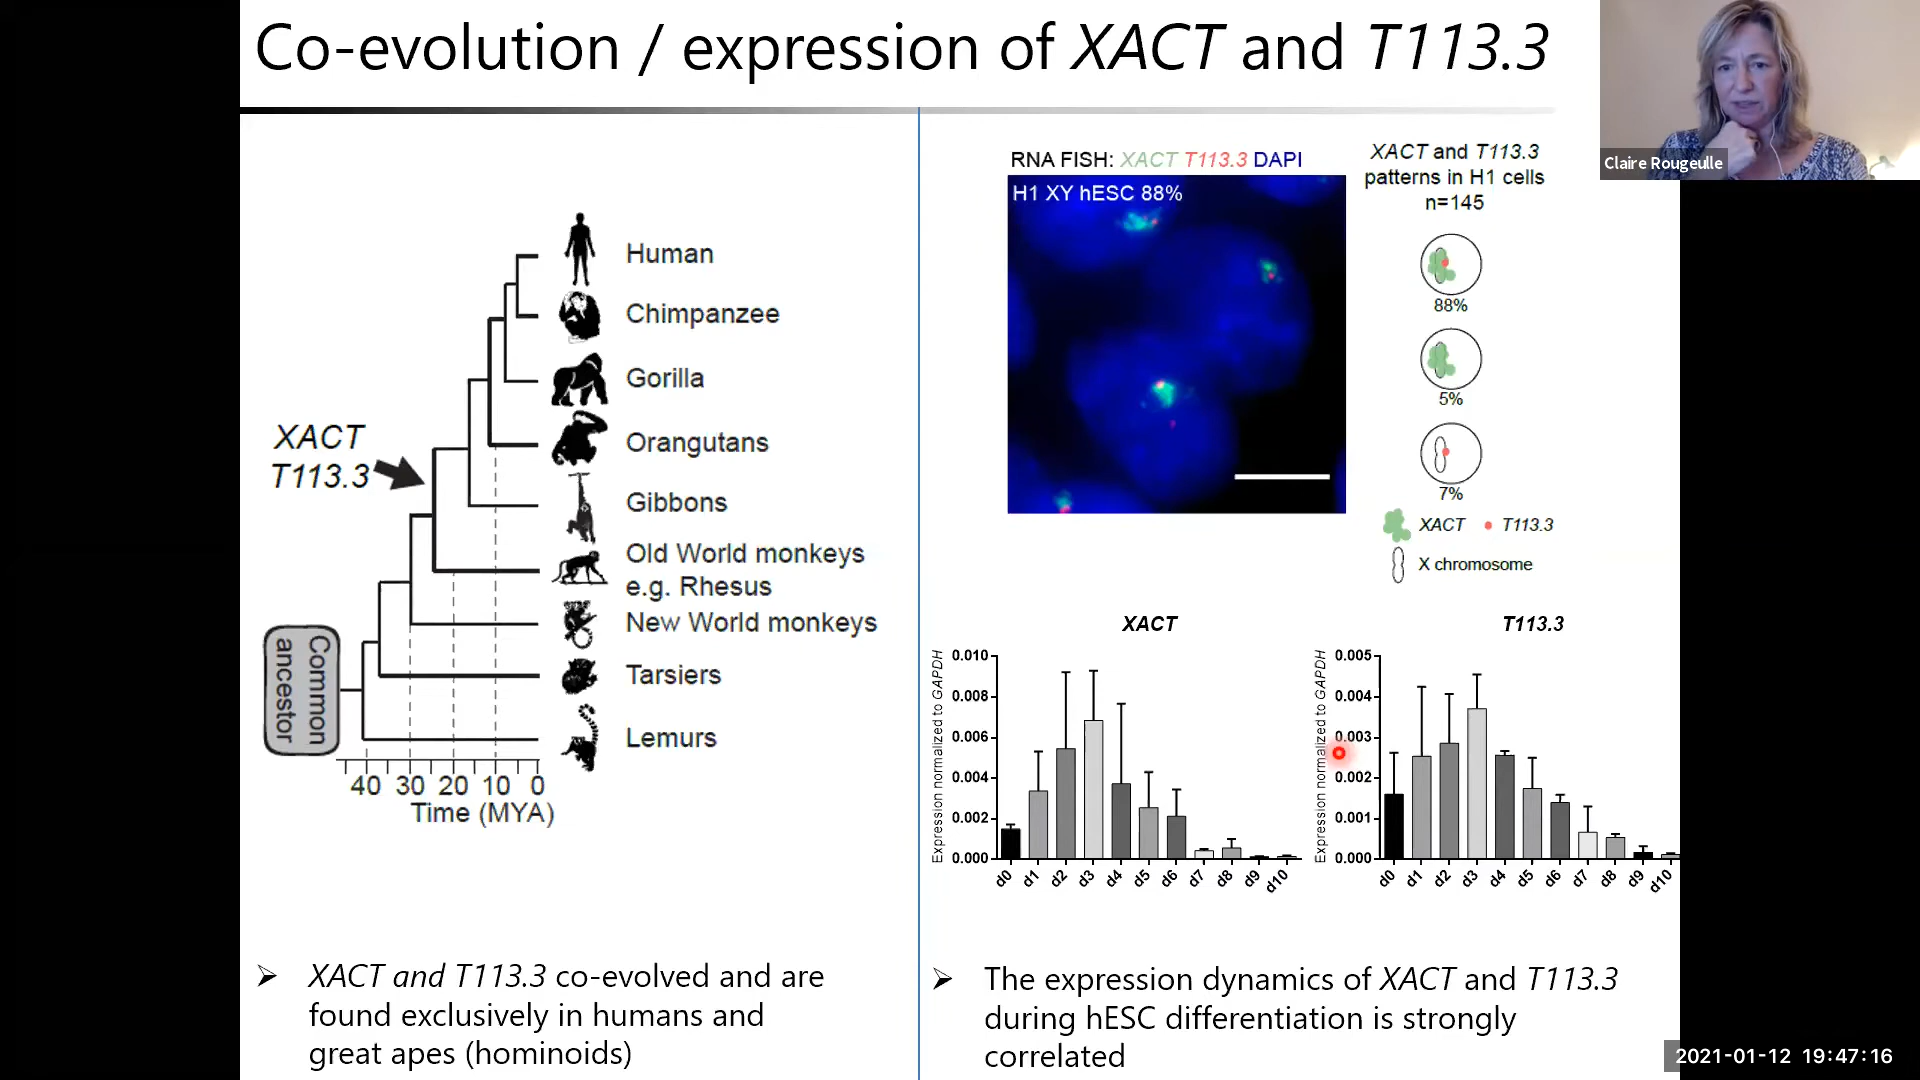 Co-evolution / expression of XACT and T113.3
Claire Rougeulle
XACT
T113.3
Human
Chimpanzee
Gorilla
Orangutans
Gibbons
Old World monkeys
e.g. Rhesus
New World monkeys
Tarsiers
Lemurs
Common
ancestor
40 30 20 10 0
Time (MYA)
XACT and T113.3 co-evolved and are
found exclusively in humans and
great apes (hominoids)
RNA FISH: XACT T113.3 DAPI
H1 XY hESC 88%
XACT and T113.3
patterns in H1 cells
n=145
88%
5%
7%
XACT T113.3
X chromosome
XACT
Expression normalized to GAPDH
0.010
0.008
0.006
0.004
0.002
0.000
d0 d1 d2 d3 d4 d5 d6 d7 d8 d9 d10
T113.3
Expression normalized to GAPDH
0.005
0.004
0.003
0.002
0.001
0.000
d0 d1 d2 d3 d4 d5 d6 d7 d8 d9 d10
The expression dynamics of XACT and T113.3
during hESC differentiation is strongly
correlated
2021-01-12 19:47:16